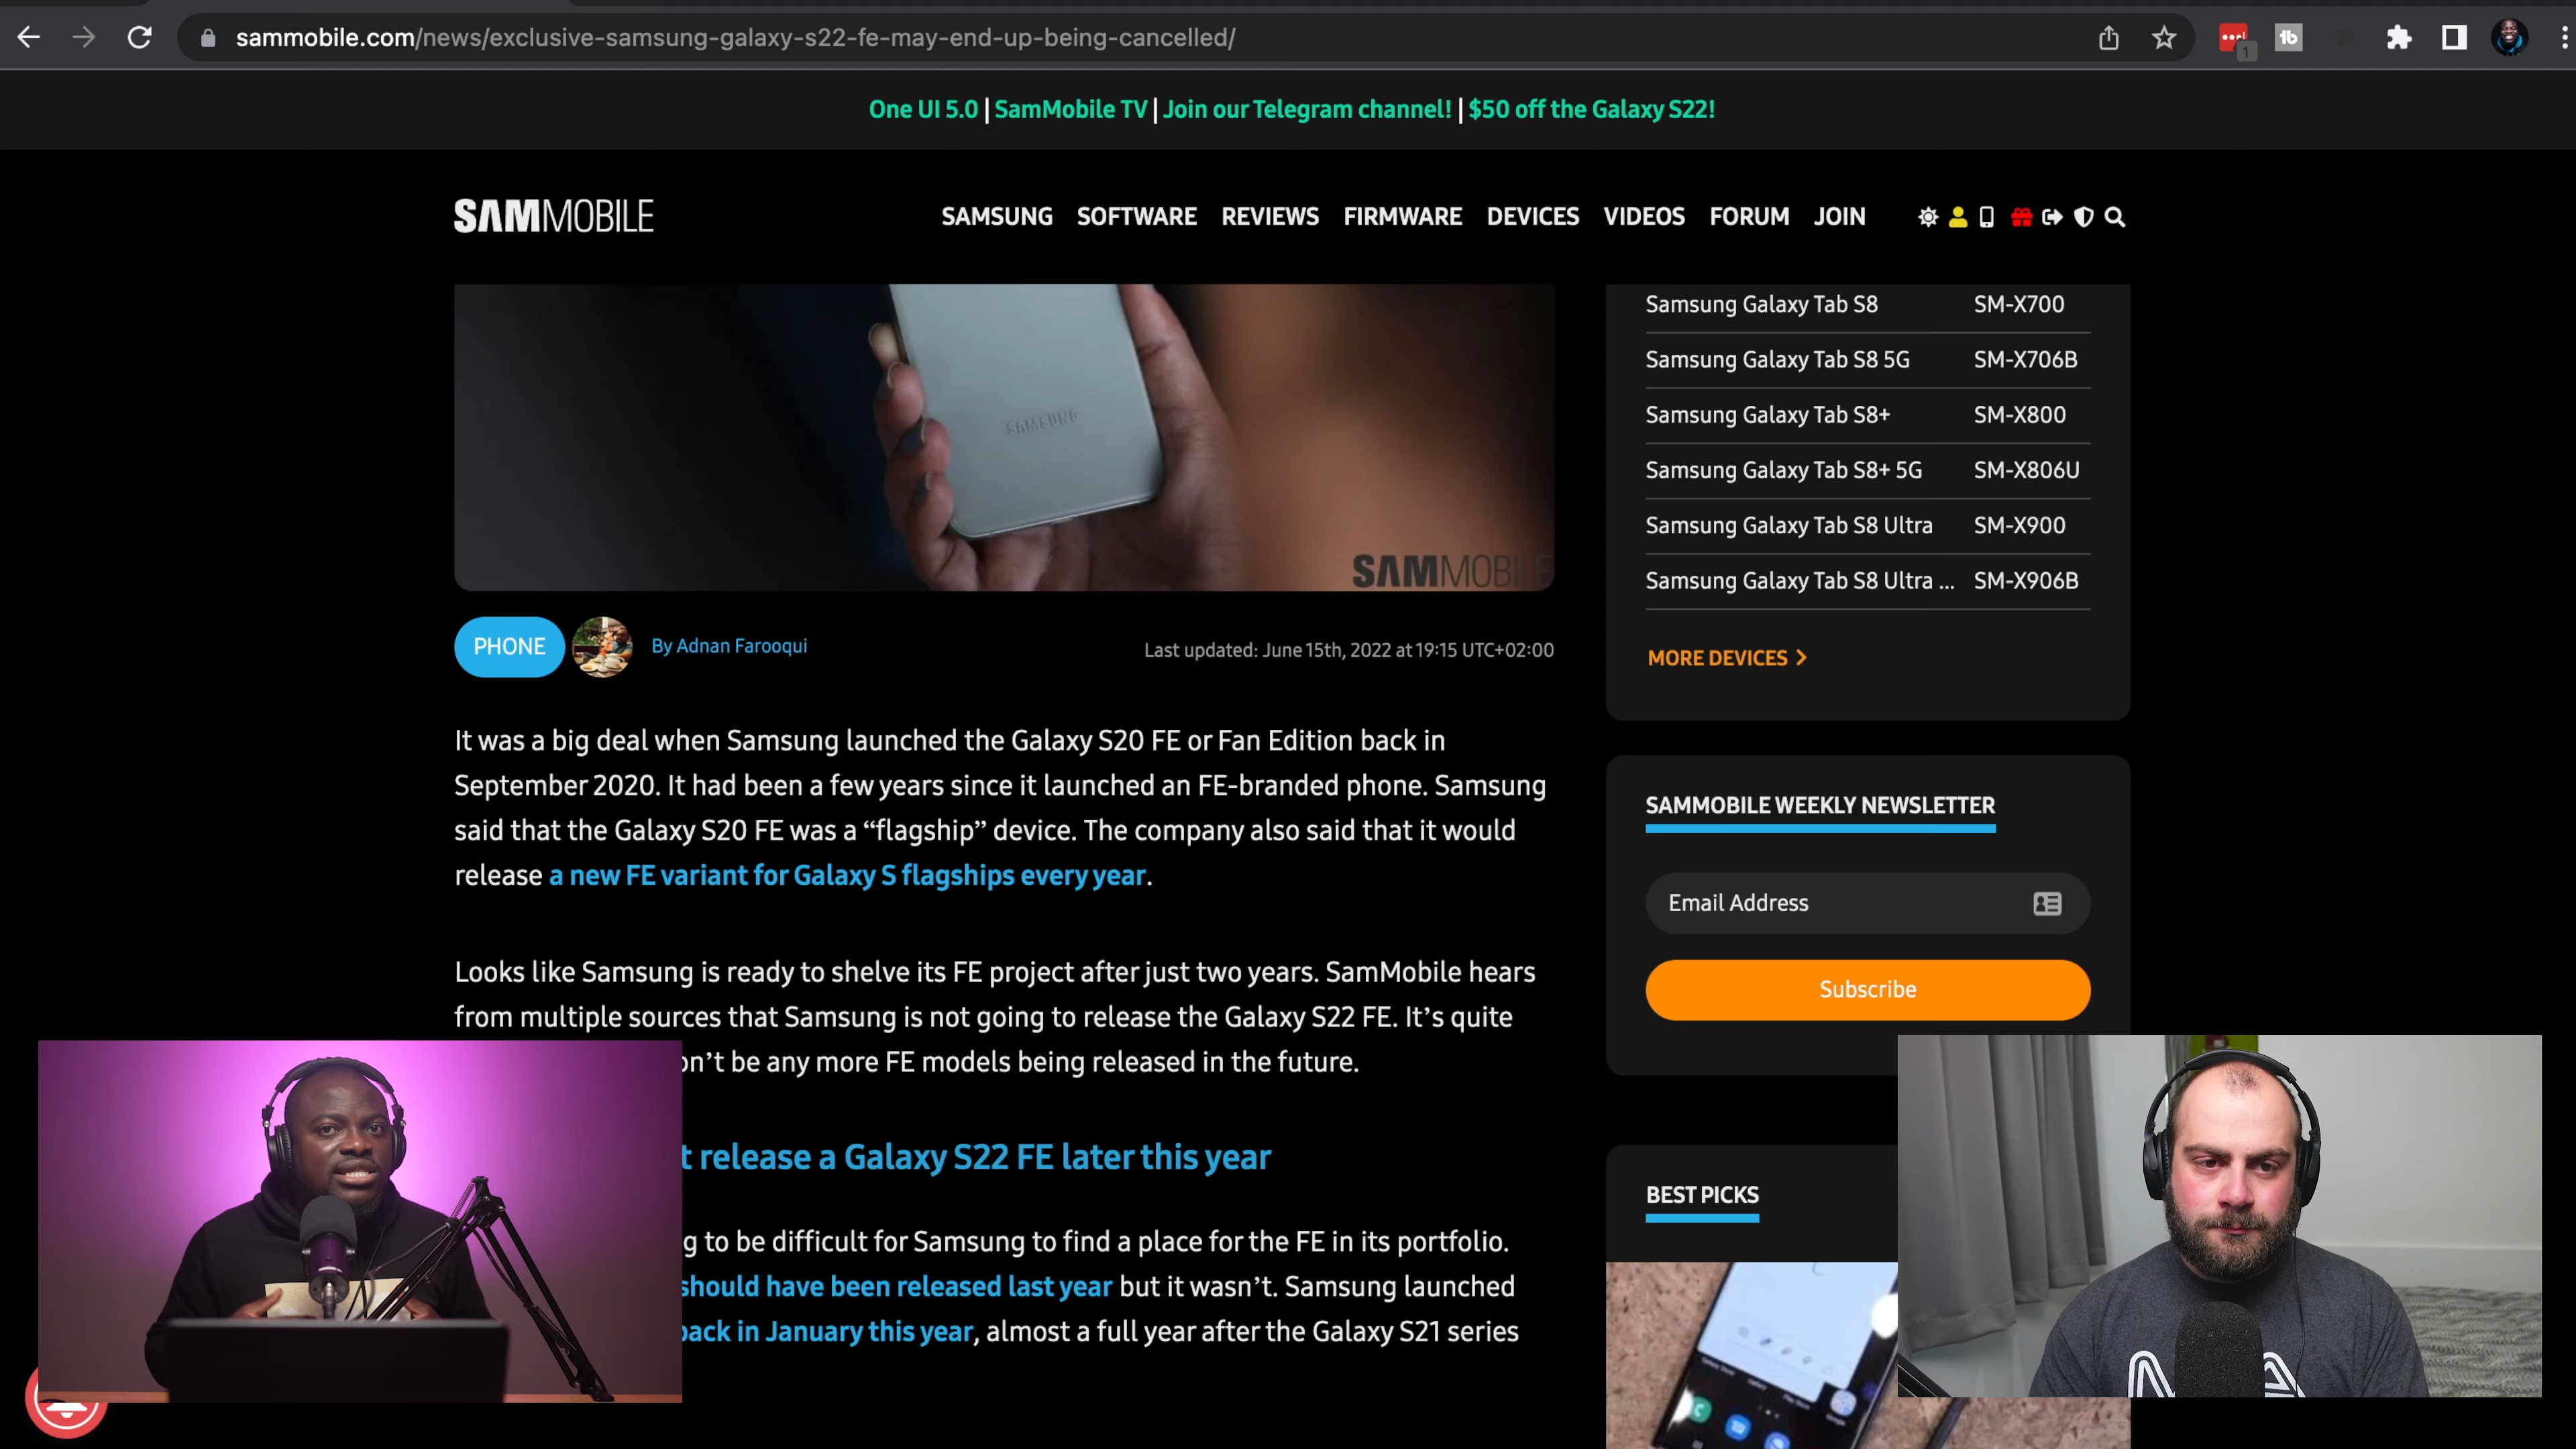 sammobile.com/news/exclusive-samsung-galaxy-s22-fe-may-end-up-being-cancelled/
1
One UI 5.0 | SamMobile TV | Join our Telegram channel! | $50 off the Galaxy S22!
SAMMOBILE
SAMSUNG SOFTWARE REVIEWS FIRMWARE DEVICES VIDEOS FORUM JOIN
SAMSUNG
SAMMOBILE
PHONE
By Adnan Farooqui
Last updated: June 15th, 2022 at 19:15 UTC+02:00
It was a big deal when Samsung launched the Galaxy S20 FE or Fan Edition back in
September 2020. It had been a few years since it launched an FE-branded phone. Samsung
said that the Galaxy S20 FE was a “flagship” device. The company also said that it would
release a new FE variant for Galaxy S flagships every year.
Looks like Samsung is ready to shelve its FE project after just two years. SamMobile hears
from multiple sources that Samsung is not going to release the Galaxy S22 FE. It’s quite
on’t be any more FE models being released in the future.
t release a Galaxy S22 FE later this year
g to be difficult for Samsung to find a place for the FE in its portfolio.
should have been released last year but it wasn’t. Samsung launched
back in January this year, almost a full year after the Galaxy S21 series
Samsung Galaxy Tab S8 SM-X700
Samsung Galaxy Tab S8 5G SM-X706B
Samsung Galaxy Tab S8+ SM-X800
Samsung Galaxy Tab S8+ 5G SM-X806U
Samsung Galaxy Tab S8 Ultra SM-X900
Samsung Galaxy Tab S8 Ultra ... SM-X906B
MORE DEVICES >
SAMMOBILE WEEKLY NEWSLETTER
Email Address
Subscribe
BEST PICKS